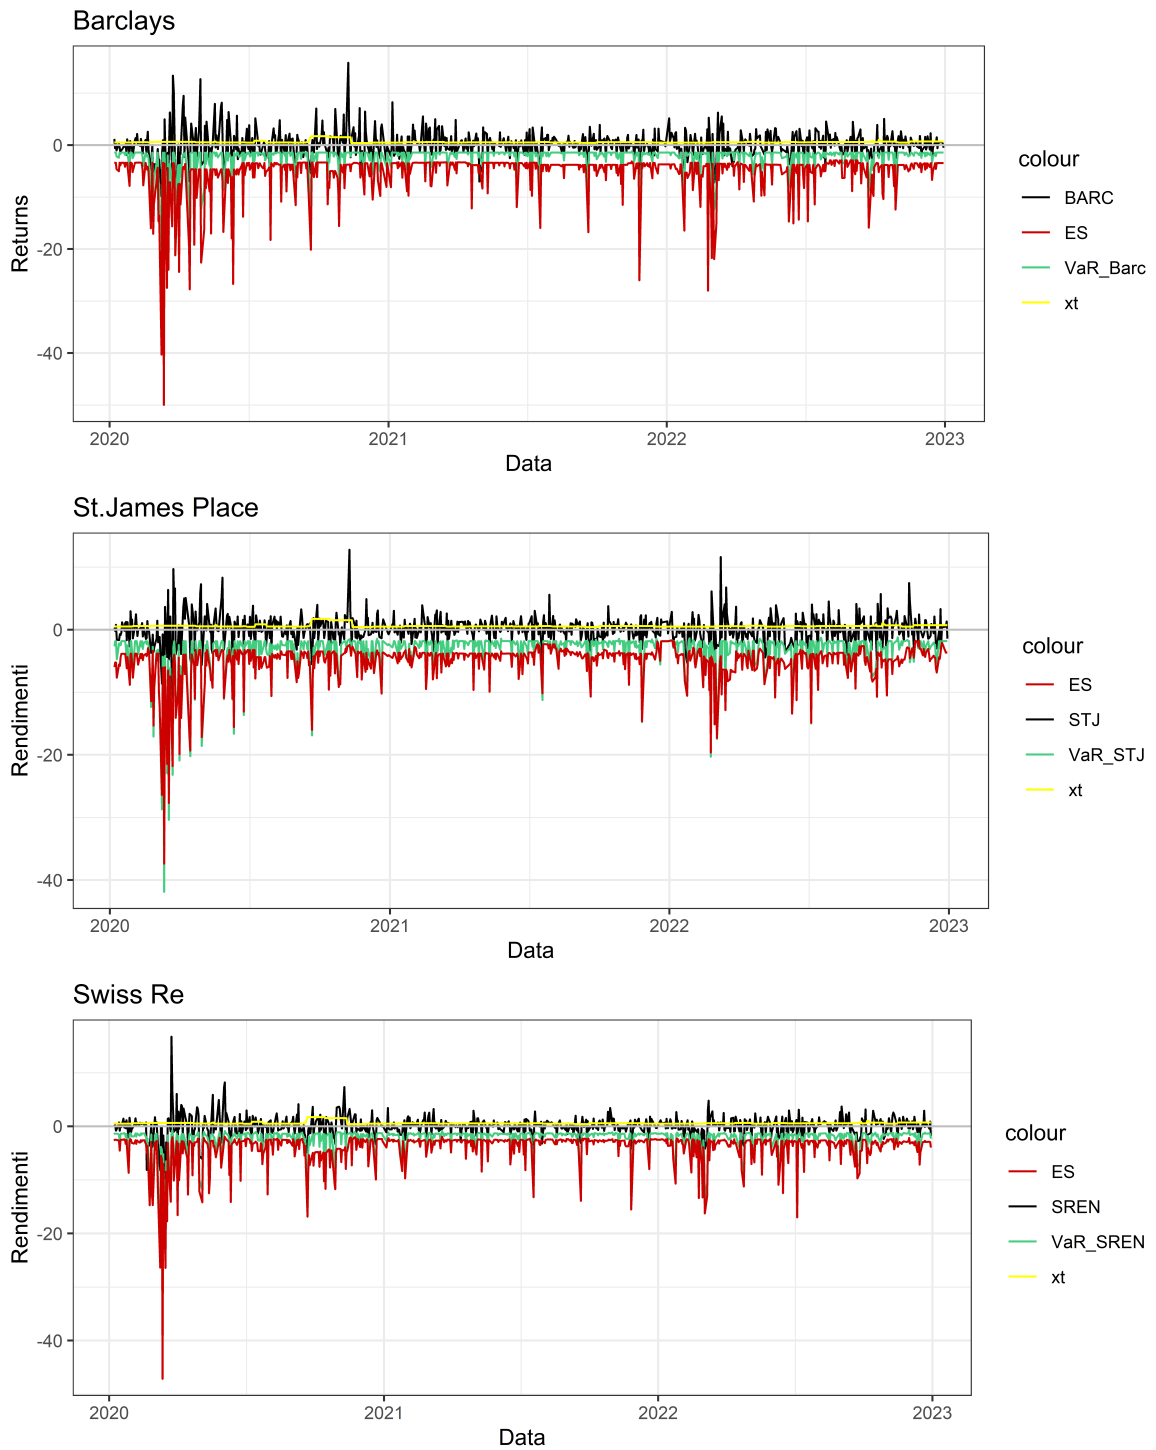 Barclays
Returns
0
-20
-40
2020 2021 2022 2023
Data
colour
BARC
ES
VaR_Barc
xt
St.James Place
Rendimenti
0
-20
-40
2020 2021 2022 2023
Data
colour
ES
STJ
VaR_STJ
xt
Swiss Re
Rendimenti
0
-20
-40
2020 2021 2022 2023
Data
colour
ES
SREN
VaR_SREN
xt